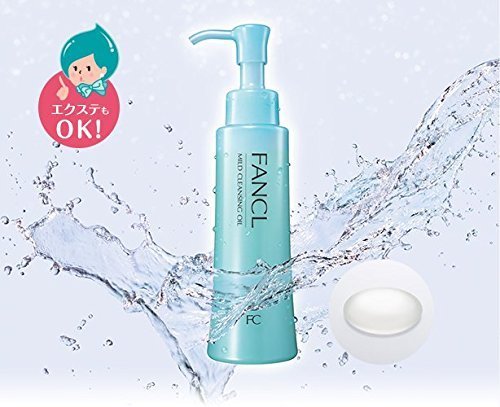 エクステも
OK!
FANCL
MILD CLEANSING OIL
FC